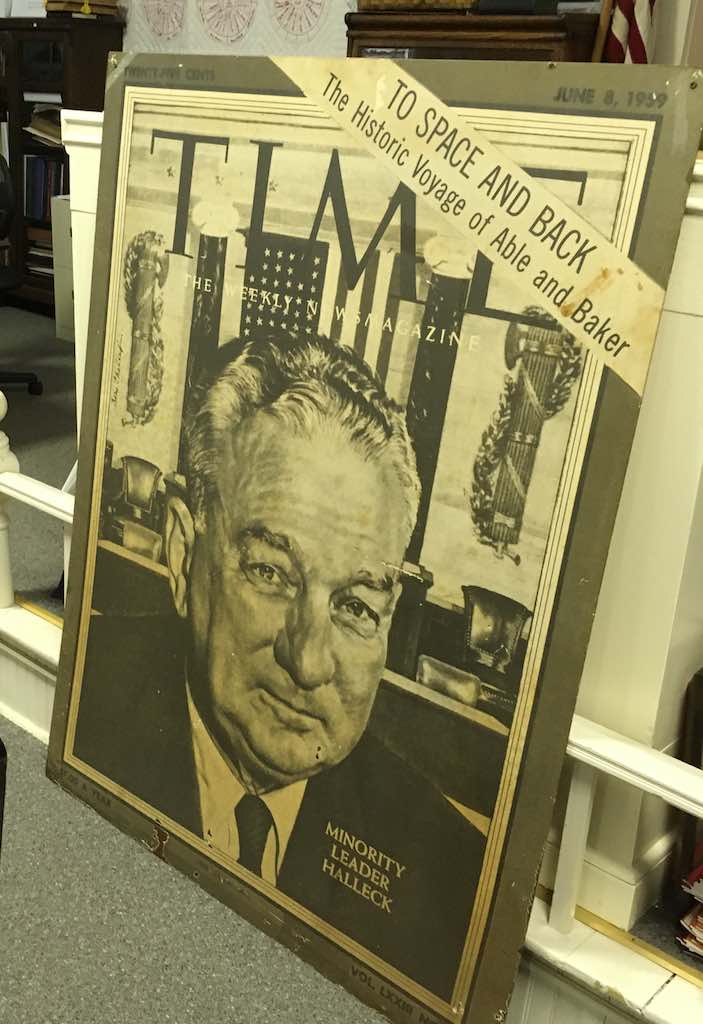 TWENTY-FIVE CENTS
JUNE 8, 1959
TO SPACE AND BACK
The Historic Voyage of Able and Baker
TIME
THE WEEKLY NEWSMAGAZINE
MINORITY
LEADER
HALLECK
A YEAR
VOL. LXXIII